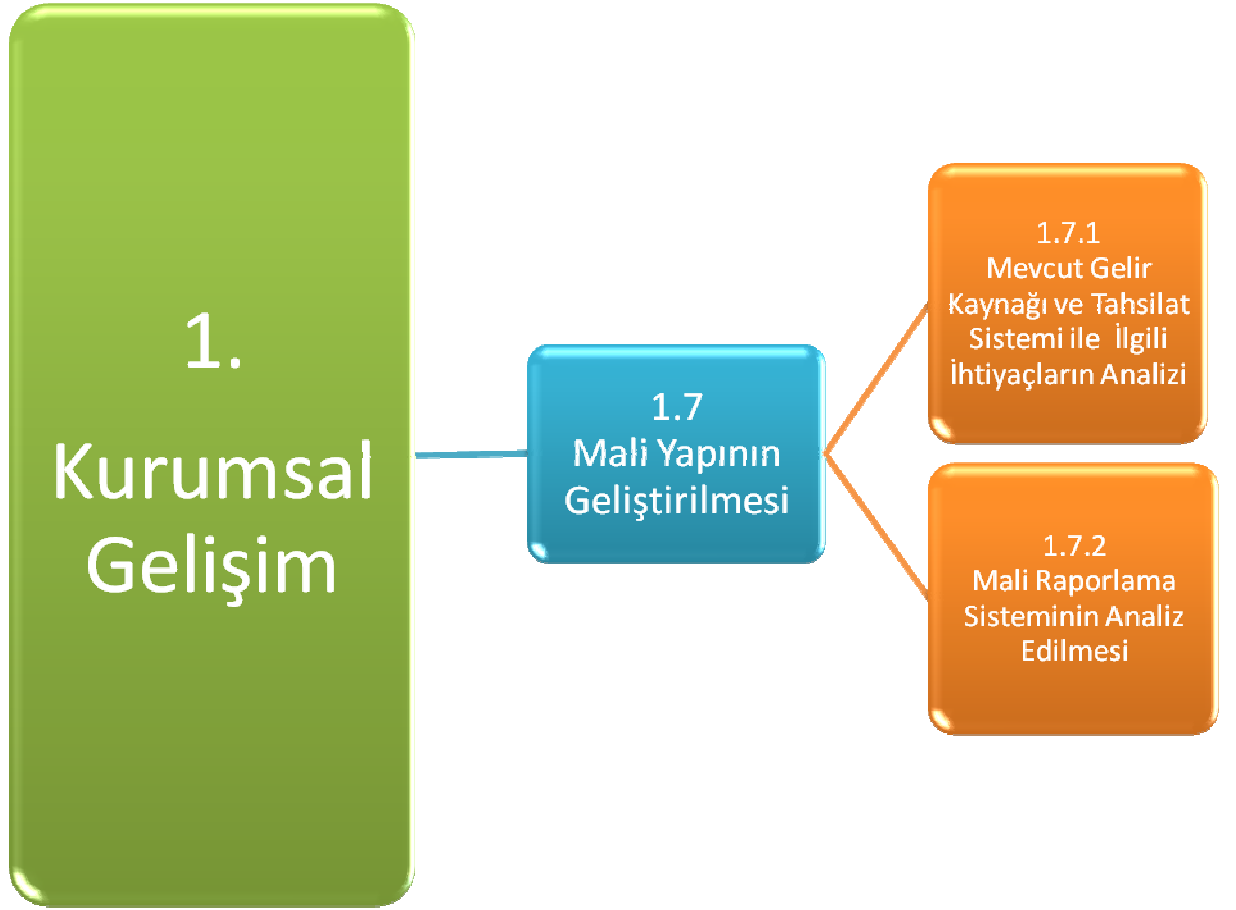 1.
Kurumsal
Gelişim
1.7
Mali Yapının
Geliştirilmesi
1.7.1
Mevcut Gelir
Kaynağı ve Tahsilat
Sistemi ile  İlgili
İhtiyaçların Analizi
1.7.2
Mali Raporlama
Sisteminin Analiz
Edilmesi